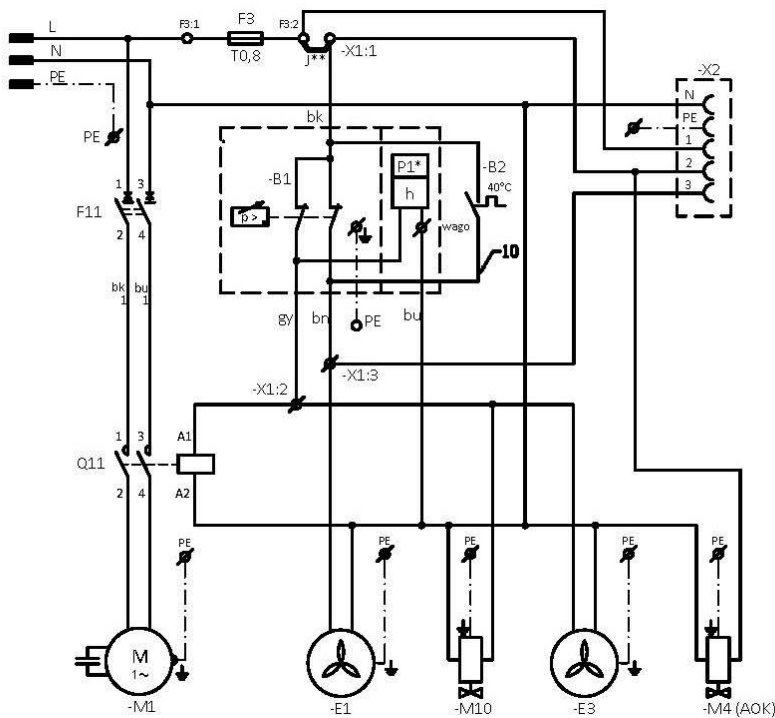 L
F3:1
F3
F3:2
T0,8
j**
-X1:1
N
PE
-X2
N
PE
1
2
3
PE
bk
-B1
P1*
h
-B2
40°C
p >
wago
10
1
3
F11
2
4
bk
1
bu
1
gy
bn
PE
bu
-X1:3
-X1:2
1
3
A1
Q11
2
4
A2
PE
PE
PE
PE
PE
M
1~
-M1
-E1
-M10
-E3
-M4 (AOK)